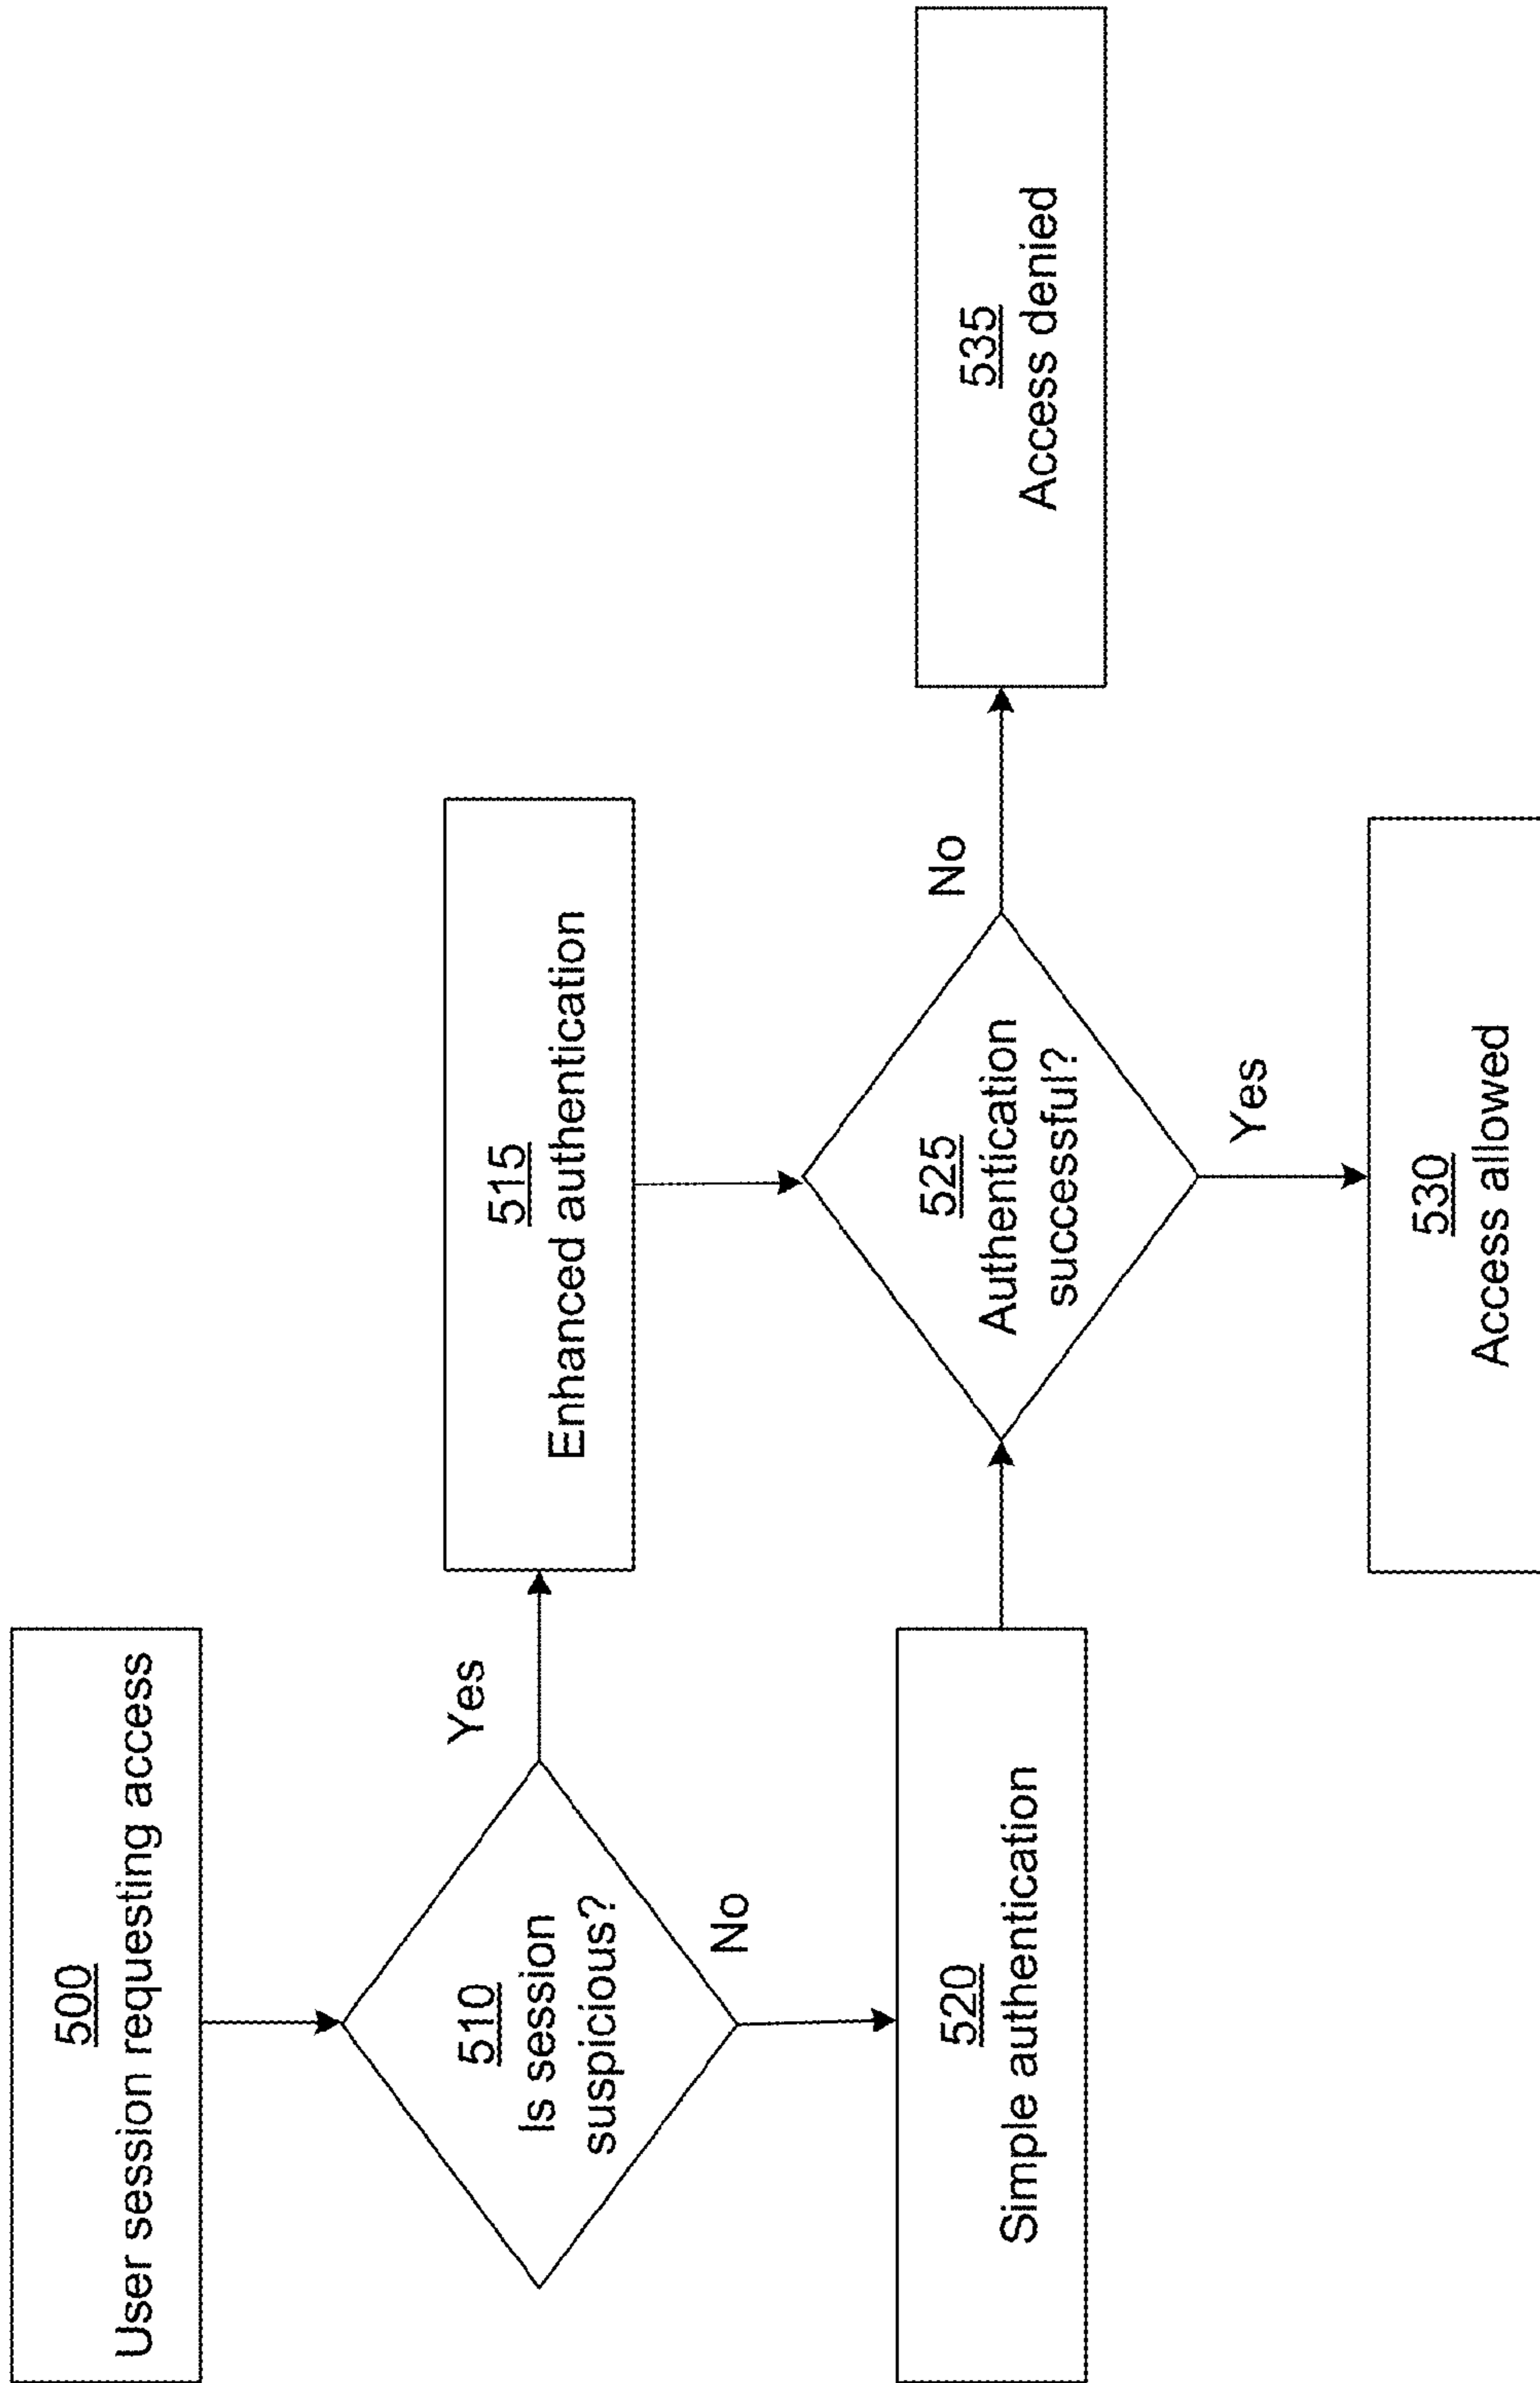 500
User session requesting access
510
Is session
suspicious?
Yes
No
515
Enhanced authentication
520
Simple authentication
525
Authentication
successful?
No
Yes
535
Access denied
530
Access allowed